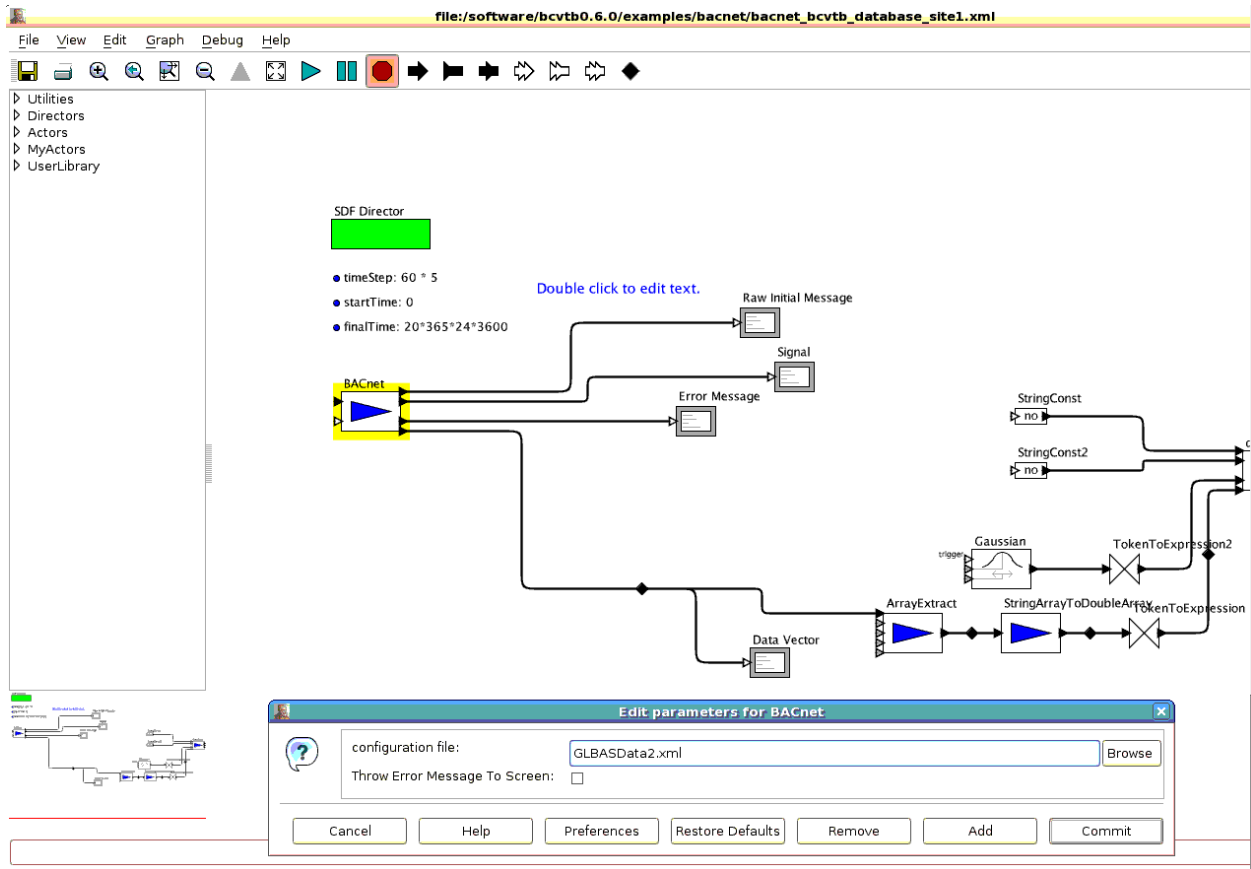 file:/software/bcvtb0.6.0/examples/bacnet/bacnet_bcvtb_database_site1.xml
File View Edit Graph Debug Help
Utilities
Directors
Actors
MyActors
UserLibrary
SDF Director
timeStep: 60 * 5
startTime: 0
finalTime: 20*365*24*3600
Double click to edit text.
Raw Initial Message
Signal
BACnet
Error Message
StringConst
no
StringConst2
no
Gaussian
trigger
TokenToExpression2
ArrayExtract
StringArrayToDoubleArray
TokenToExpression
Data Vector
Edit parameters for BACnet
configuration file:
GLBASData2.xml
Browse
Throw Error Message To Screen:
Cancel Help Preferences Restore Defaults Remove Add Commit